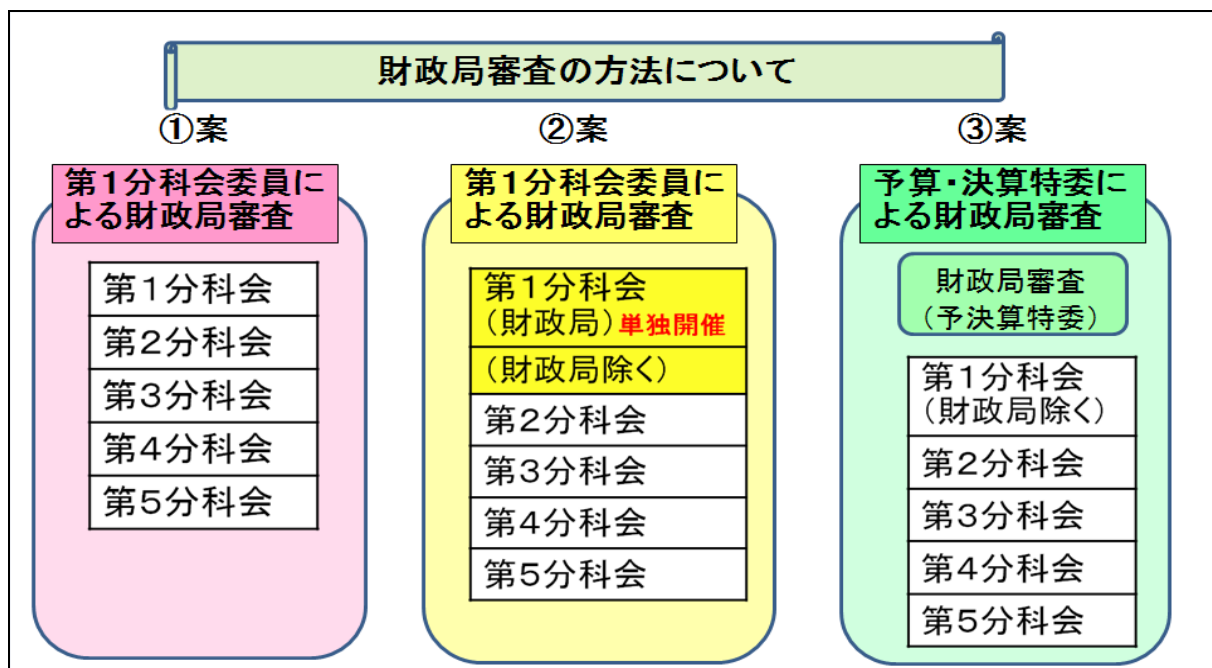 財政局審査の方法について
①案
第1分科会委員に
よる財政局審査
第1分科会
第2分科会
第3分科会
第4分科会
第5分科会
②案
第1分科会委員に
よる財政局審査
第1分科会
(財政局)単独開催
(財政局除く)
第2分科会
第3分科会
第4分科会
第5分科会
③案
予算・決算特委に
よる財政局審査
財政局審査
(予決算特委)
第1分科会
(財政局除く)
第2分科会
第3分科会
第4分科会
第5分科会